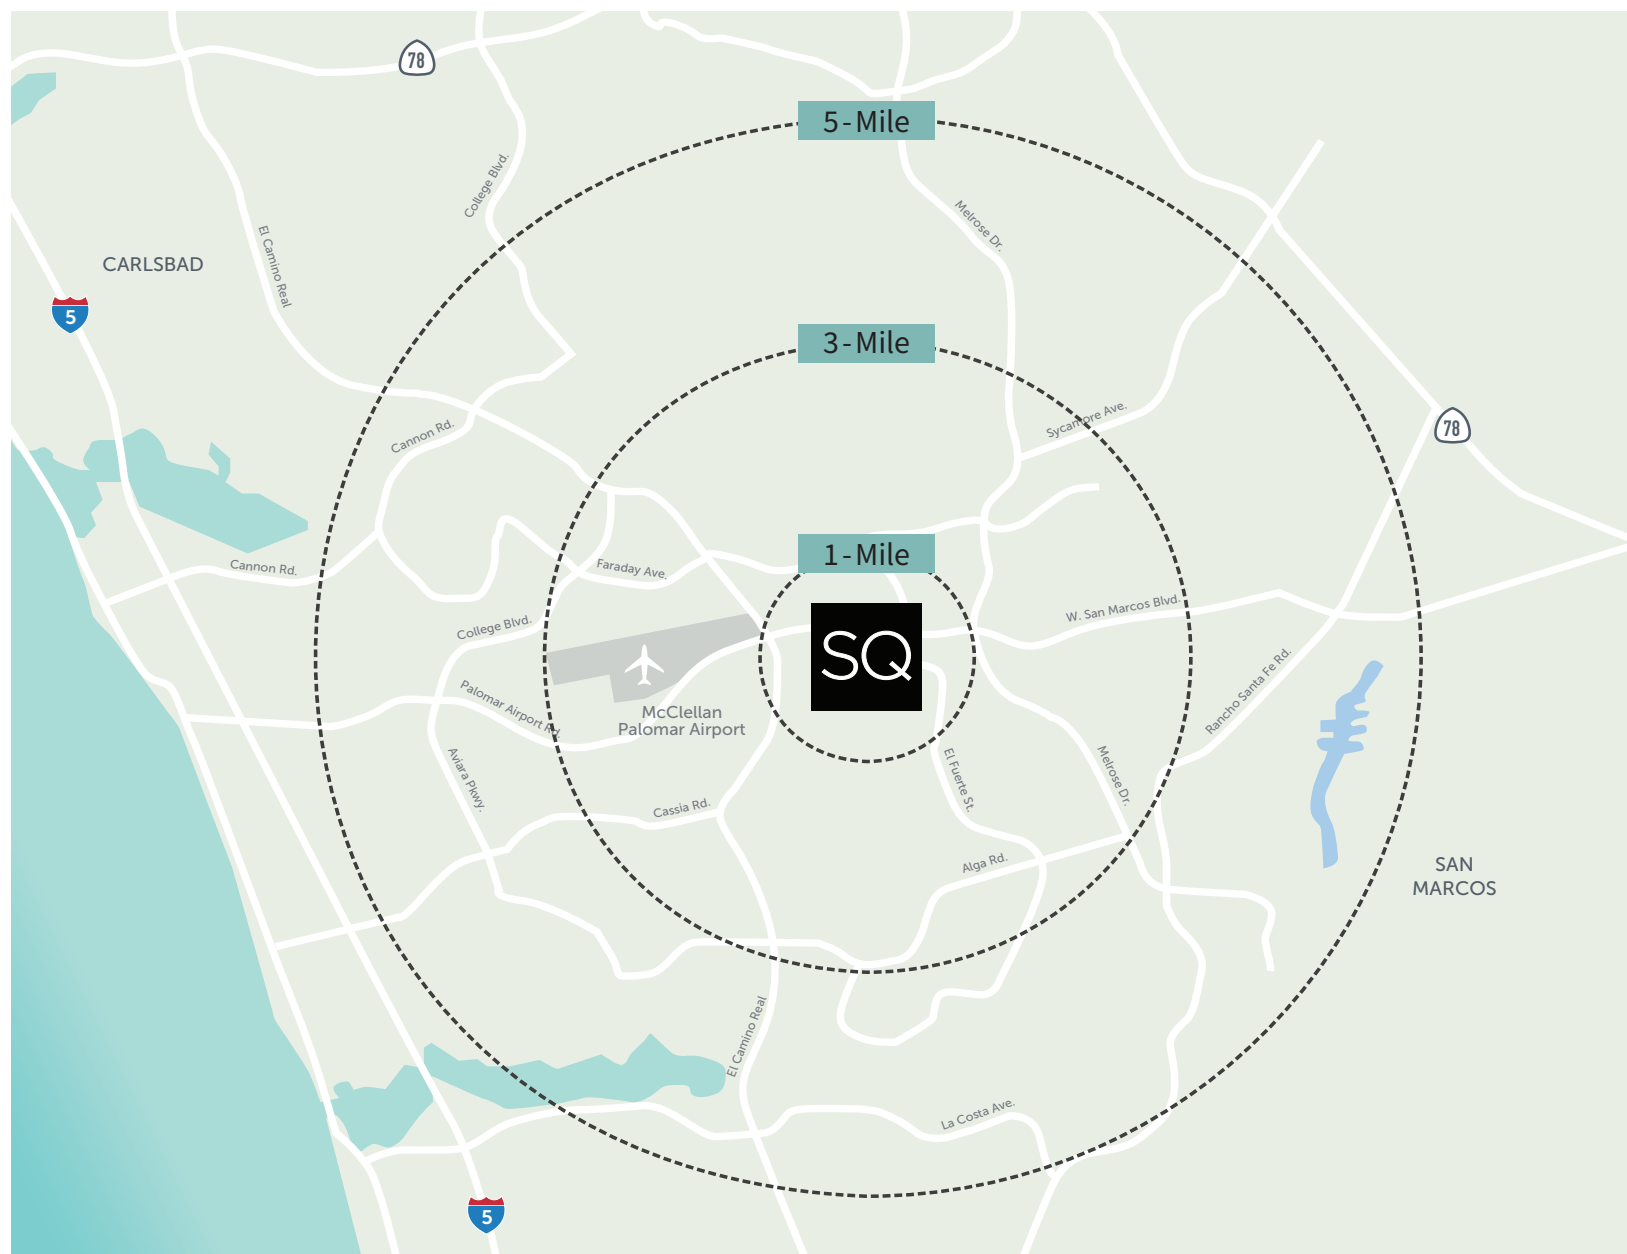 78
5-Mile
College Blvd.
Melrose Dr.
El Camino Real
CARLSBAD
5
3-Mile
Sycamore Ave.
Cannon Rd.
78
1-Mile
Cannon Rd.
Faraday Ave.
W. San Marcos Blvd.
College Blvd.
SQ
Rancho Santa Fe Rd.
Palomar Airport Rd.
McClellan
Palomar Airport
Aviara Pkwy.
El Fuerte St.
Melrose Dr.
Cassia Rd.
Alga Rd.
SAN
MARCOS
El Camino Real
La Costa Ave.
5